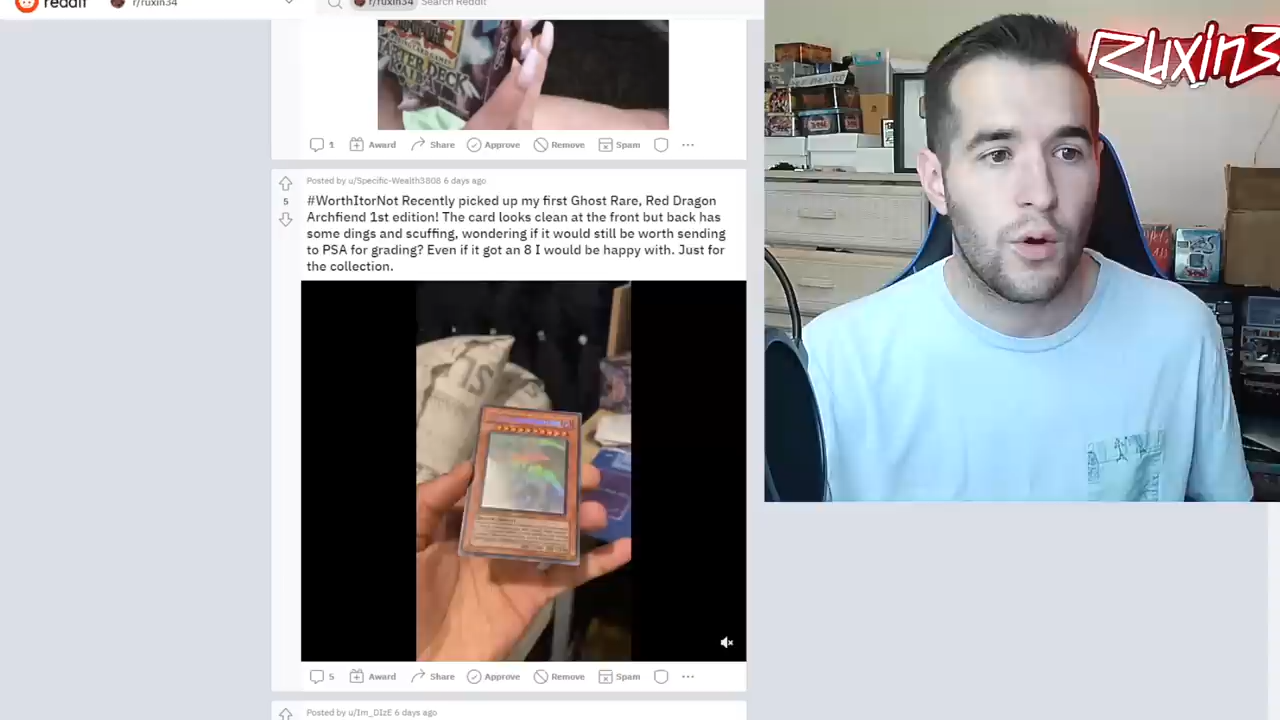 reddit
r/ruxin34
r/ruxin34 Search Reddit
1 Award Share Approve Remove Spam
Posted by u/Specific-Wealth3808 6 days ago
5
#WorthItorNot Recently picked up my first Ghost Rare, Red Dragon
Archfiend 1st edition! The card looks clean at the front but back has
some dings and scuffing, wondering if it would still be worth sending
to PSA for grading? Even if it got an 8 I would be happy with. Just for
the collection.
5 Award Share Approve Remove Spam
Posted by u/Im_DIzE 6 days ago